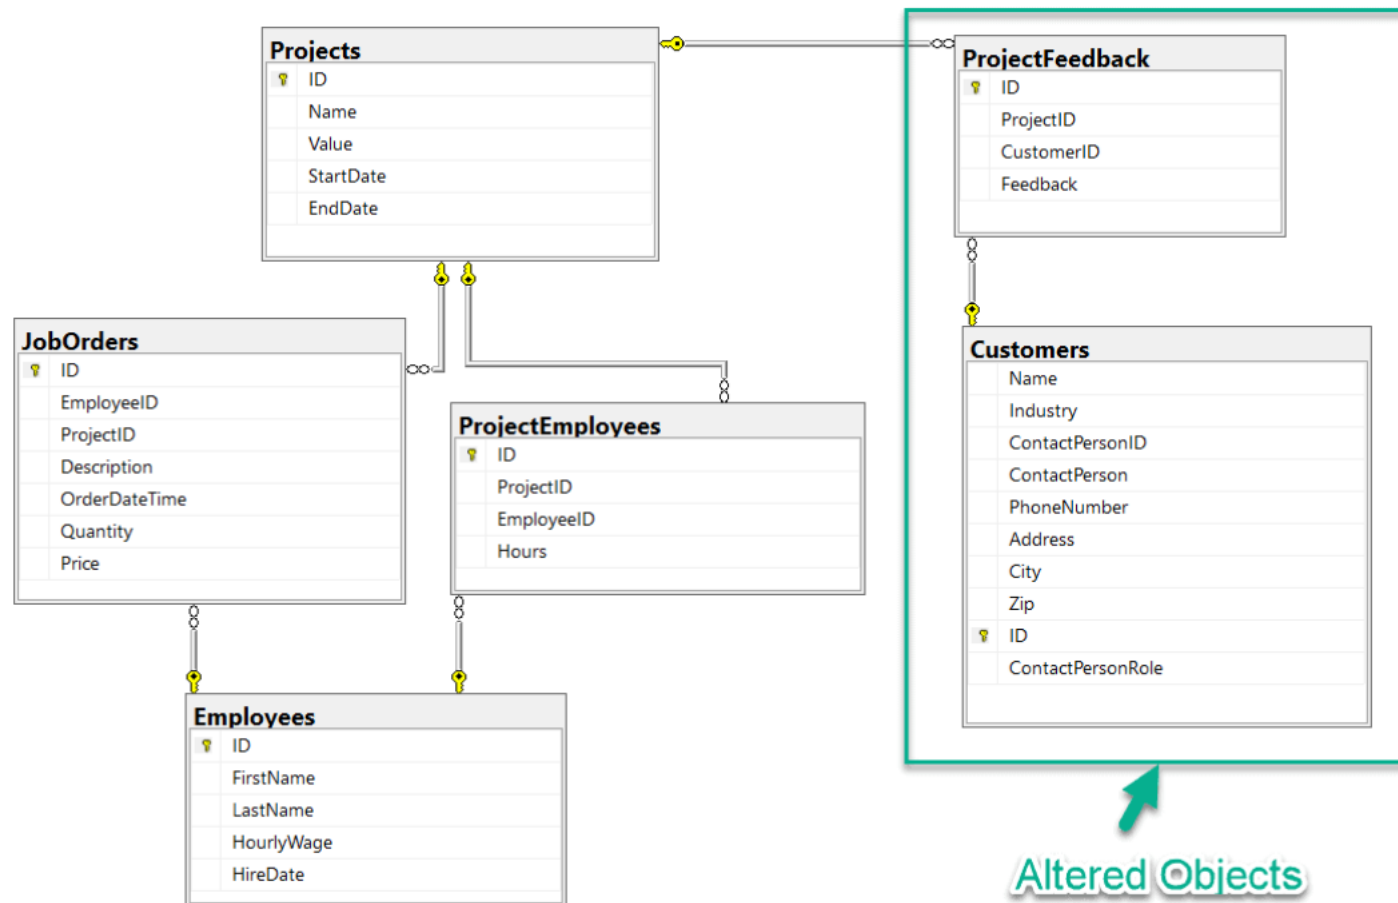 Projects
ID
Name
Value
StartDate
EndDate
ProjectFeedback
ID
ProjectID
CustomerID
Feedback
JobOrders
ID
EmployeeID
ProjectID
Description
OrderDateTime
Quantity
Price
ProjectEmployees
ID
ProjectID
EmployeeID
Hours
Customers
Name
Industry
ContactPersonID
ContactPerson
PhoneNumber
Address
City
Zip
ID
ContactPersonRole
Employees
ID
FirstName
LastName
HourlyWage
HireDate
Altered Objects